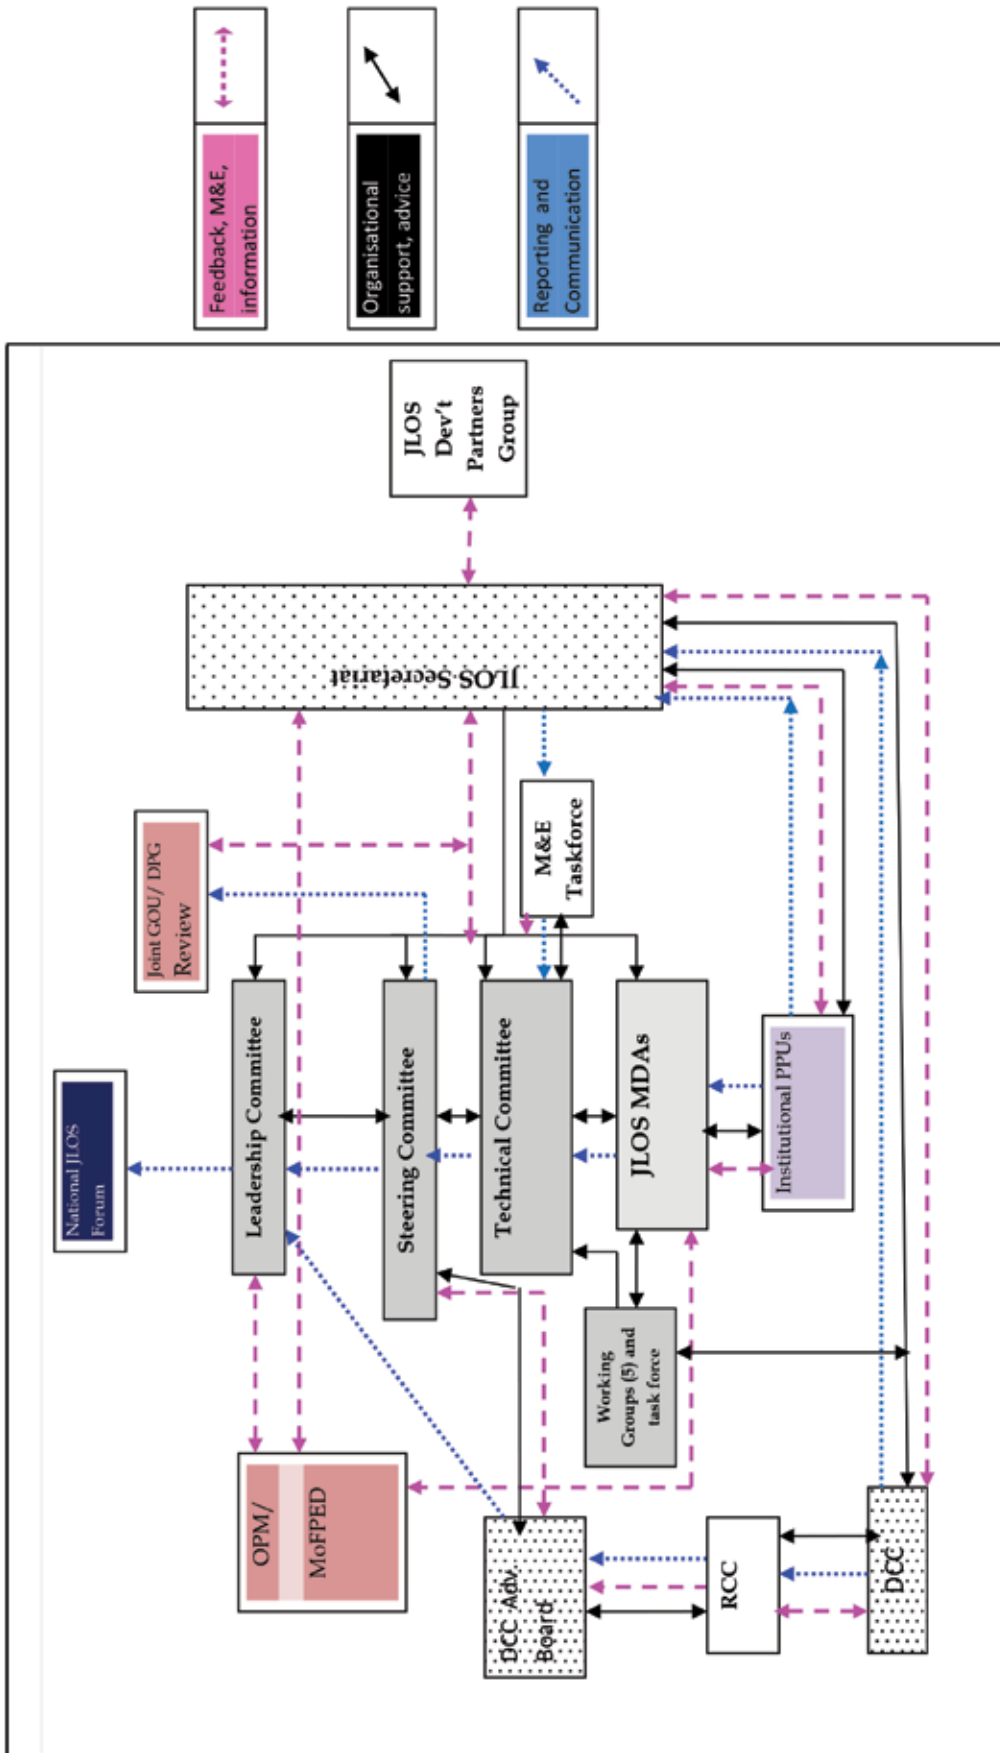 Feedback, M&E,
information
Organisational
support, advice
Reporting and
Communication
National JLOS
Forum
Joint GOU/ DPG
Review
OPM/
MoFPED
Leadership Committee
Steering Committee
Technical Committee
JLOS MDAs
Working
Groups (5) and
task force
M&E
Taskforce
JLOS Secretariat
JLOS
Dev't
Partners
Group
DCC Adv.
Board
RCC
DCC
Institutional PPUs